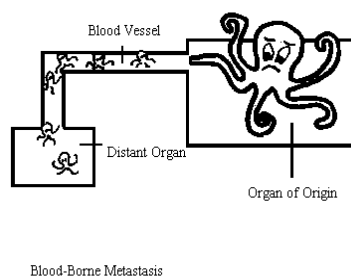 Blood Vessel
Distant Organ
Organ of Origin
Blood-Borne Metastasis